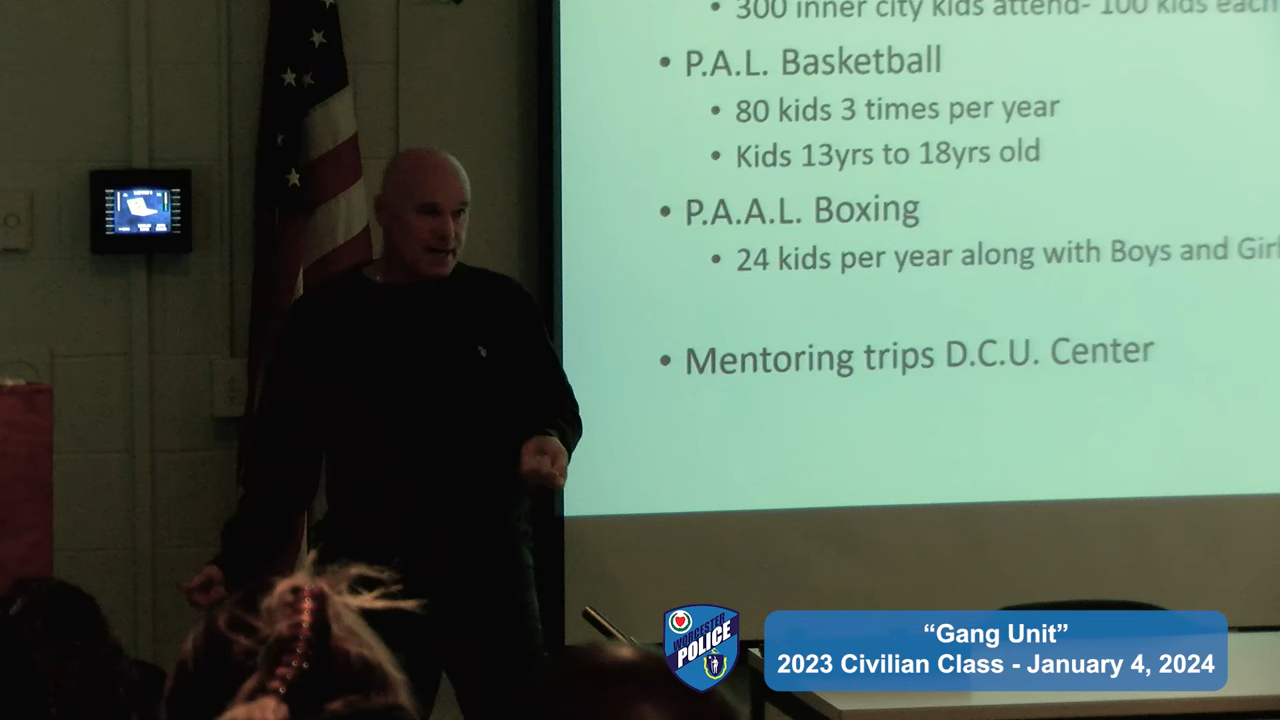 • 300 inner city kids attend- 100 kids each
• P.A.L. Basketball
• 80 kids 3 times per year
• Kids 13yrs to 18yrs old
• P.A.A.L. Boxing
• 24 kids per year along with Boys and Girl
• Mentoring trips D.C.U. Center
WORCESTER
POLICE
“Gang Unit”
2023 Civilian Class - January 4, 2024